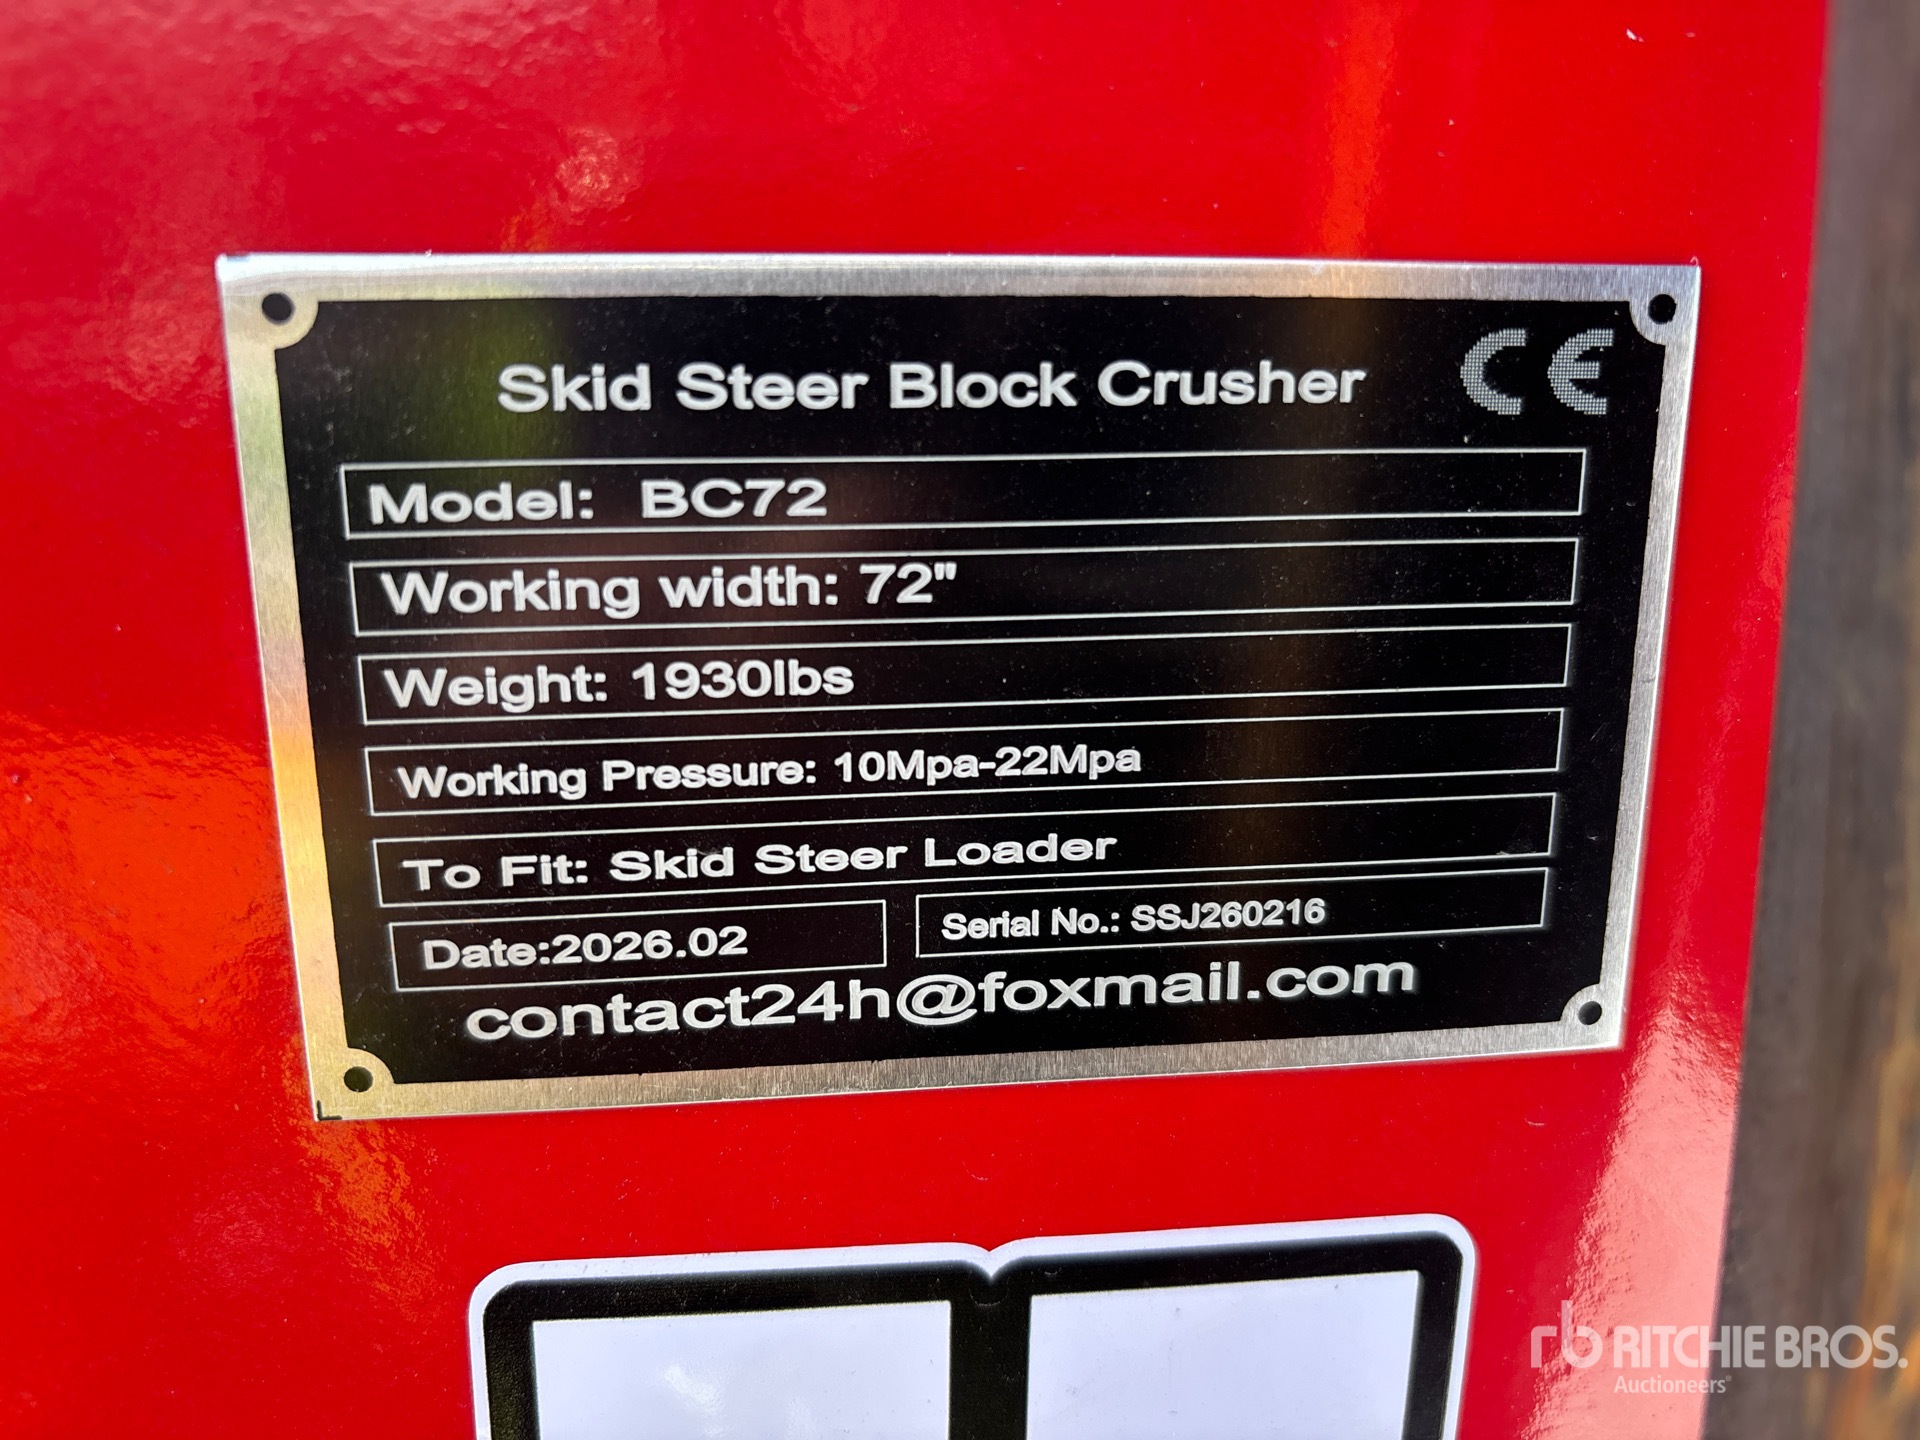 CE
Skid Steer Block Crusher
Model: BC72
Working width: 72"
Weight: 1930lbs
Working Pressure: 10Mpa-22Mpa
To Fit: Skid Steer Loader
Date:2026.02
Serial No.: SSJ260216
contact24h@foxmail.com
rb RITCHIE BROS.
Auctioneers®